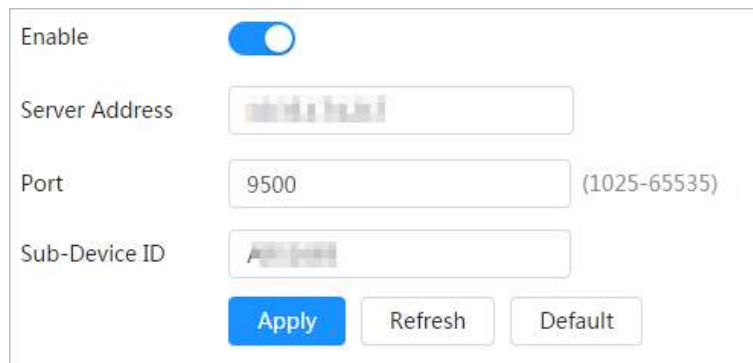 Enable
Server Address
Port 9500 (1025-65535)
Sub-Device ID
Apply Refresh Default